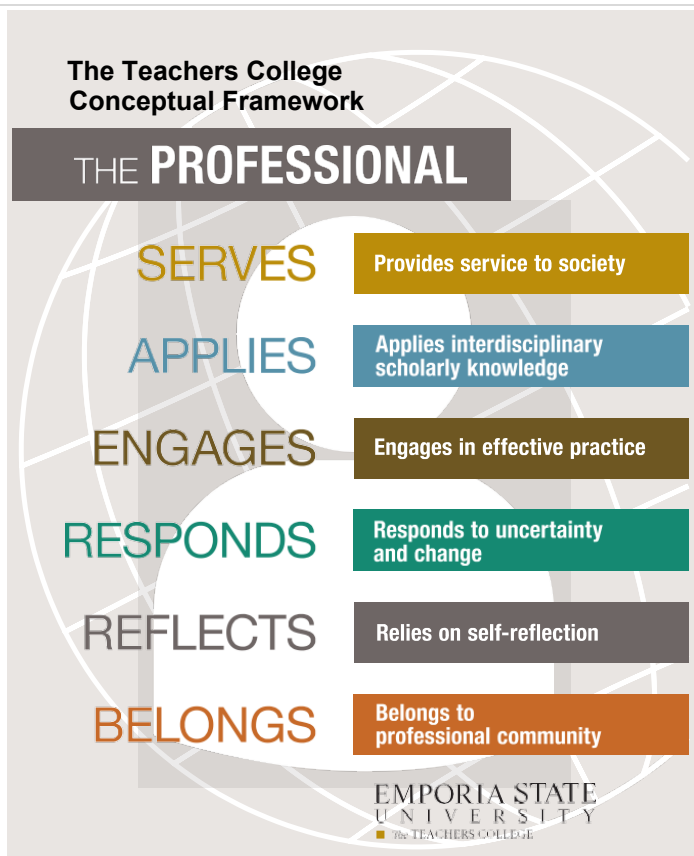 The Teachers College
Conceptual Framework
THE PROFESSIONAL
SERVES
Provides service to society
APPLIES
Applies interdisciplinary
scholarly knowledge
ENGAGES
Engages in effective practice
RESPONDS
Responds to uncertainty
and change
REFLECTS
Relies on self-reflection
BELONGS
Belongs to
professional community
EMPORIA STATE
UNIVERSITY
The TEACHERS COLLEGE